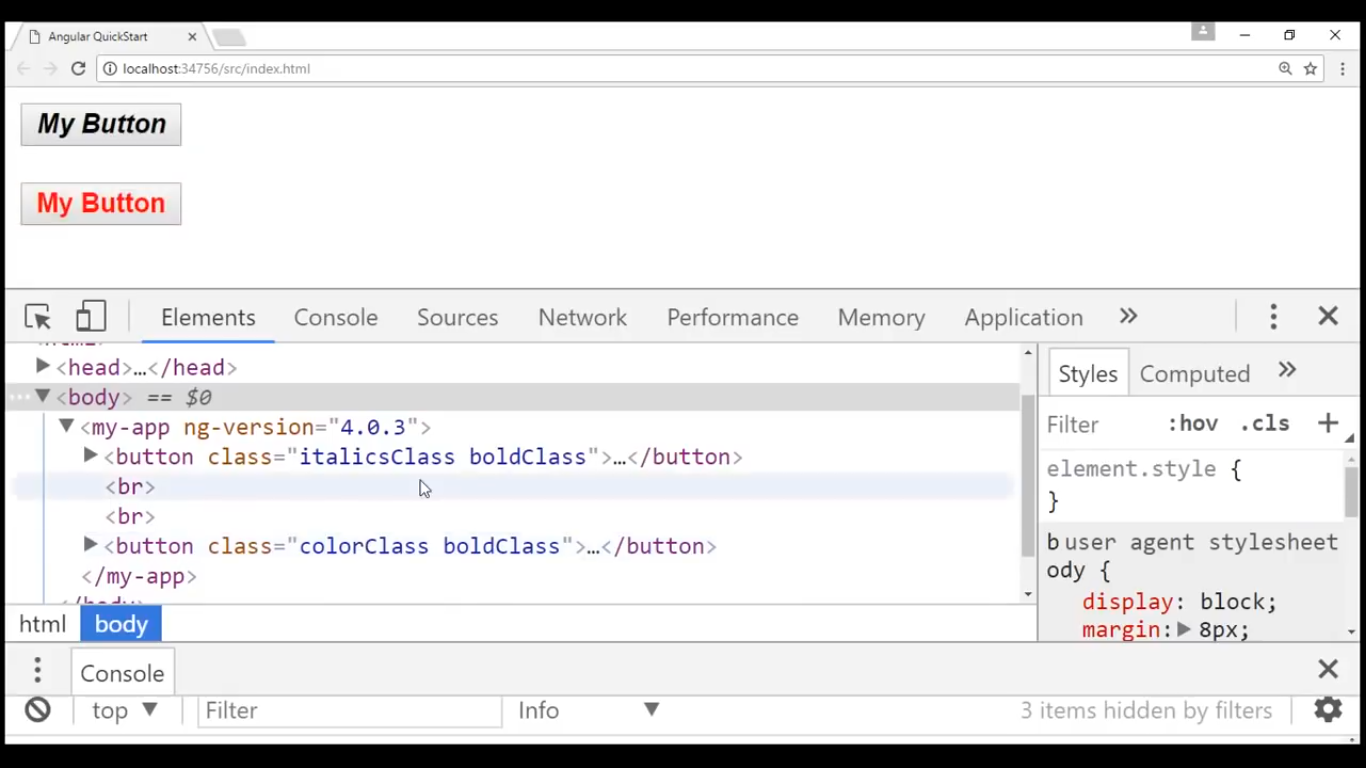 Angular QuickStart
localhost:34756/src/index.html
My Button
My Button
Elements Console Sources Network Performance Memory Application »
<head>…</head>
<body> == $0
<my-app ng-version="4.0.3">
<button class="italicsClass boldClass">…</button>
<br>
<br>
<button class="colorClass boldClass">…</button>
</my-app>
</body>
html body
Styles Computed »
Filter :hov .cls +
element.style {
}
b user agent stylesheet
ody {
display: block;
margin: 8px;
Console
top Filter Info 3 items hidden by filters